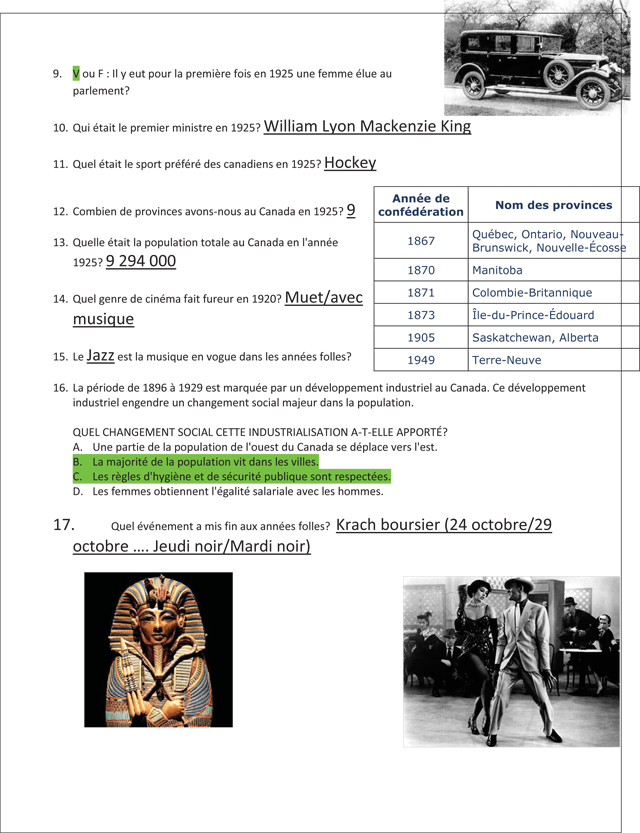 9. V ou F : Il y eut pour la première fois en 1925 une femme élue au
parlement?
10. Qui était le premier ministre en 1925? William Lyon Mackenzie King
11. Quel était le sport préféré des canadiens en 1925? Hockey
12. Combien de provinces avons-nous au Canada en 1925? 9
13. Quelle était la population totale au Canada en l'année
1925? 9 294 000
14. Quel genre de cinéma fait fureur en 1920? Muet/avec
musique
15. Le Jazz est la musique en vogue dans les années folles?
Année de
confédération
Nom des provinces
1867
Québec, Ontario, Nouveau-
Brunswick, Nouvelle-Écosse
1870 Manitoba
1871 Colombie-Britannique
1873 Île-du-Prince-Édouard
1905 Saskatchewan, Alberta
1949 Terre-Neuve
16. La période de 1896 à 1929 est marquée par un développement industriel au Canada. Ce développement
industriel engendre un changement social majeur dans la population.
QUEL CHANGEMENT SOCIAL CETTE INDUSTRIALISATION A-T-ELLE APPORTÉ?
A. Une partie de la population de l'ouest du Canada se déplace vers l'est.
B. La majorité de la population vit dans les villes.
C. Les règles d'hygiène et de sécurité publique sont respectées.
D. Les femmes obtiennent l'égalité salariale avec les hommes.
17. Quel événement a mis fin aux années folles? Krach boursier (24 octobre/29
octobre .... Jeudi noir/Mardi noir)